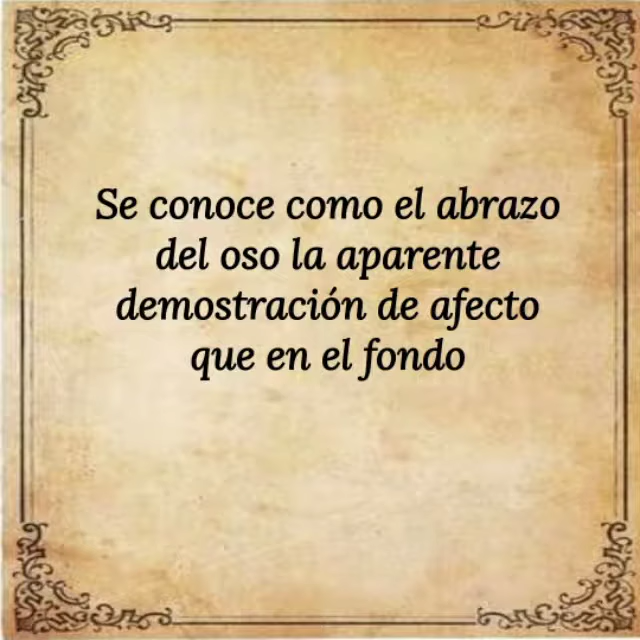 Se conoce como el abrazo
del oso la aparente
demostración de afecto
que en el fondo